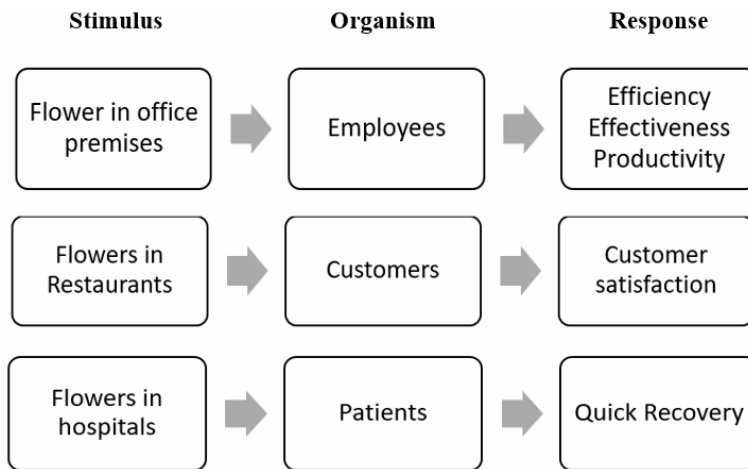 Stimulus Organism Response
Flower in office
premises
Employees
Efficiency
Effectiveness
Productivity
Flowers in
Restaurants
Customers
Customer
satisfaction
Flowers in
hospitals
Patients
Quick Recovery